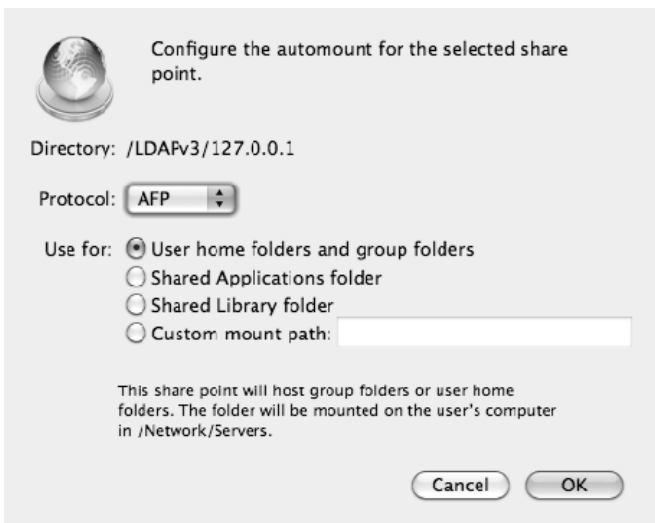 Configure the automount for the selected share
point.
Directory: /LDAPv3/127.0.0.1
Protocol: AFP
Use for: User home folders and group folders
Shared Applications folder
Shared Library folder
Custom mount path:
This share point will host group folders or user home
folders. The folder will be mounted on the user's computer
in /Network/Servers.
Cancel OK